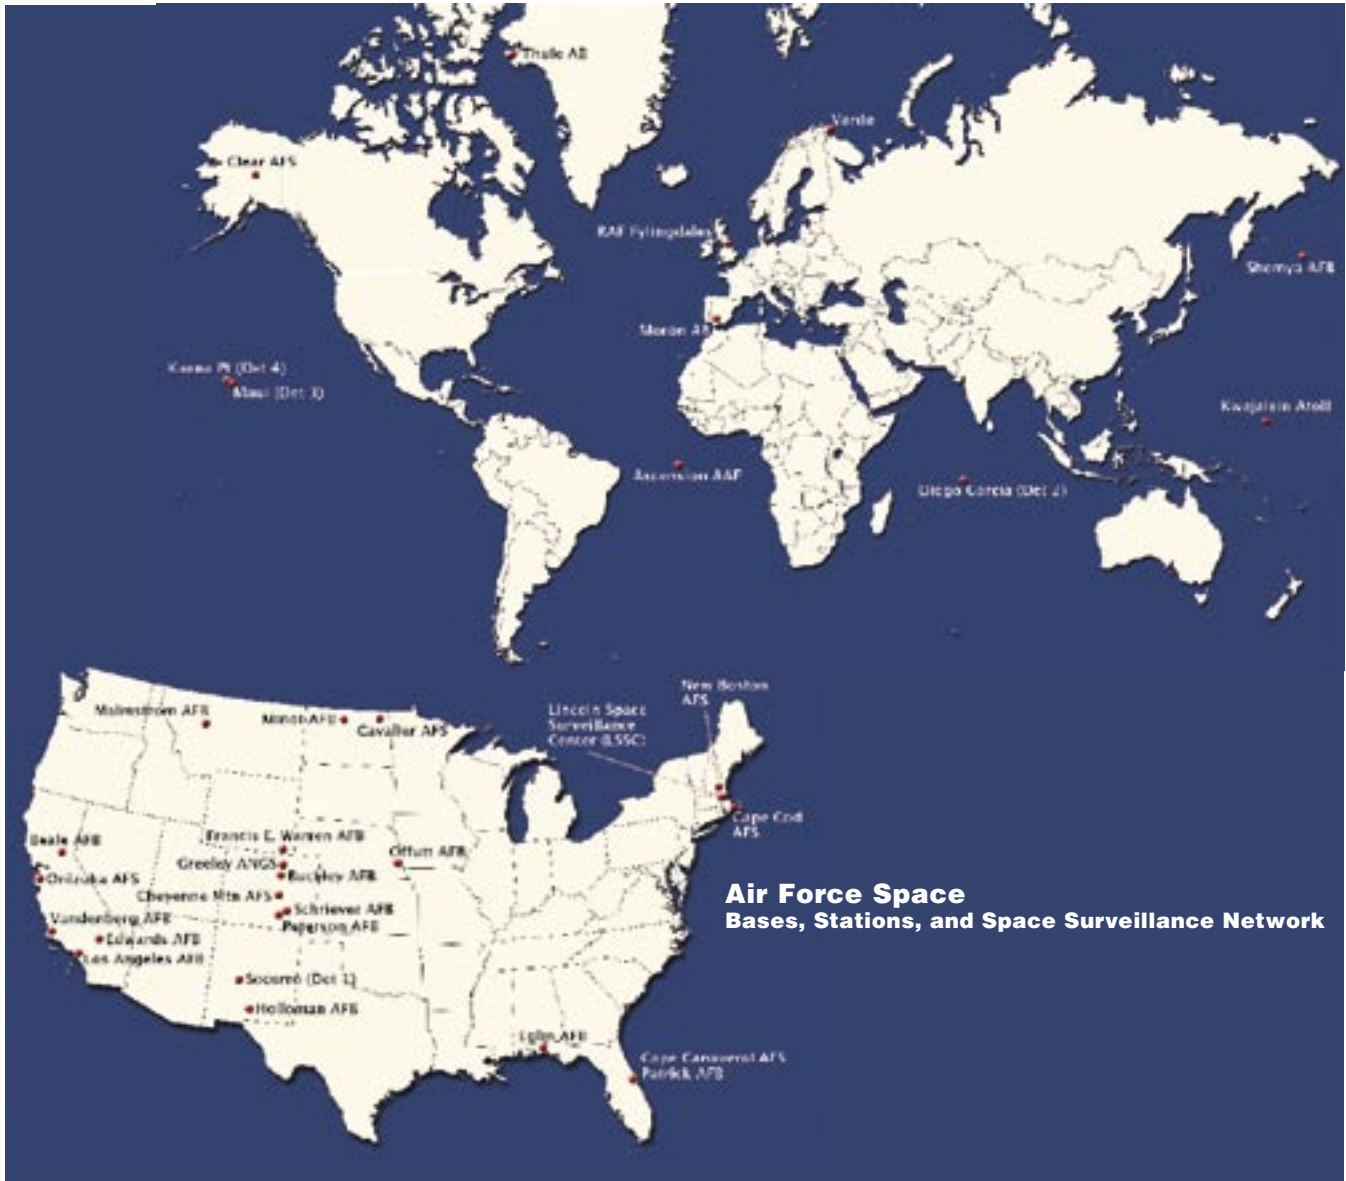 Thule AB
Vardø
Clear AFS
RAF Fylingdales
Shemya AFB
Morón AB
Kaena Pt (Det 4)
Maui (Det 3)
Kwajalein Atoll
Ascension AAF
Diego Garcia (Det 2)
New Boston
AFS
Lincoln Space
Surveillance
Center (LSSC)
Malmstrom AFB
Minot AFB
Cavalier AFS
Cape Cod
AFS
Beale AFB
Francis E. Warren AFB
Offutt AFB
Greeley ANGS
Buckley AFB
Onizuka AFS
Cheyenne Mtn AFS
Schriever AFB
Vandenberg AFB
Peterson AFB
Edwards AFB
Los Angeles AFB
Socorro (Det 1)
Holloman AFB
Eglin AFB
Cape Canaveral AFS
Patrick AFB
Air Force Space
Bases, Stations, and Space Surveillance Network